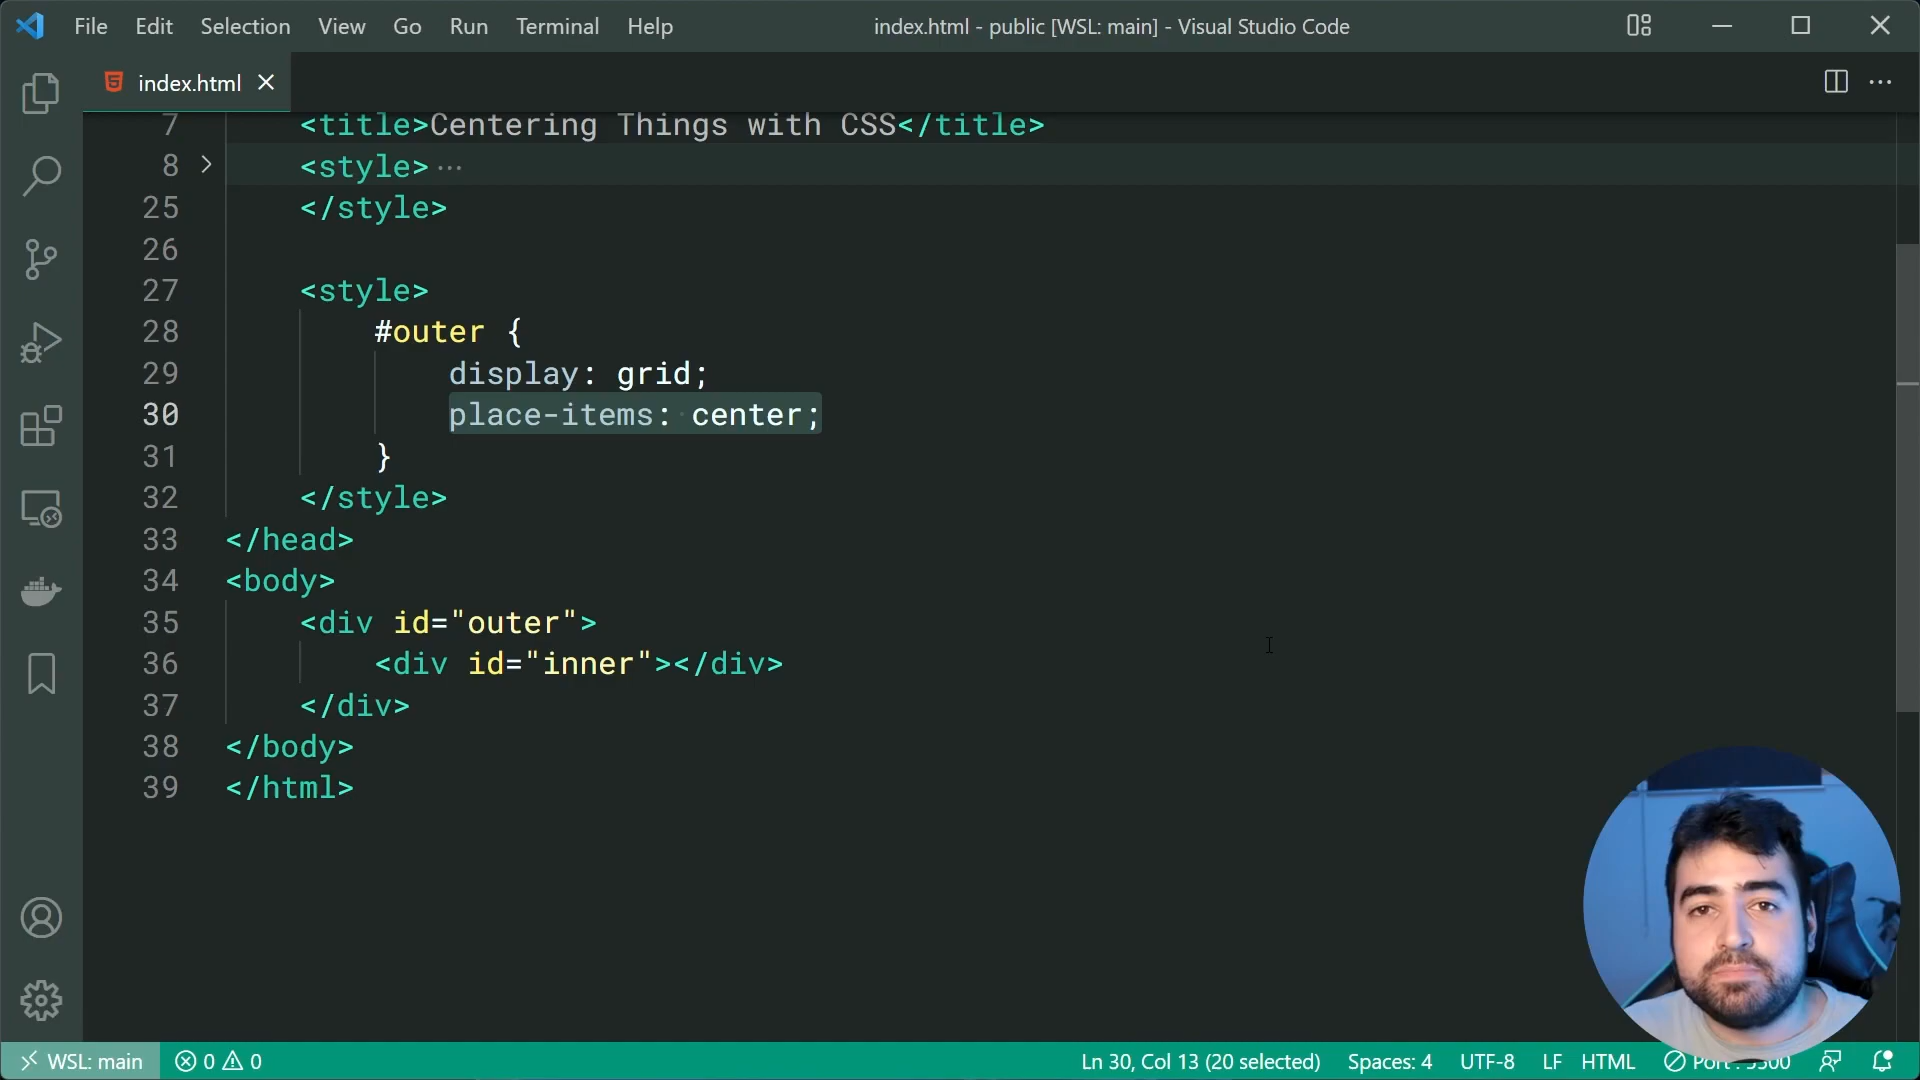 File Edit Selection View Go Run Terminal Help
index.html - public [WSL: main] - Visual Studio Code
index.html
7 <title>Centering Things with CSS</title>
8 <style>···
25 </style>
26
27 <style>
28 #outer {
29 display: grid;
30 place-items: center;
31 }
32 </style>
33 </head>
34 <body>
35 <div id="outer">
36 <div id="inner"></div>
37 </div>
38 </body>
39 </html>
WSL: main 0 0 Ln 30, Col 13 (20 selected) Spaces: 4 UTF-8 LF HTML Port :